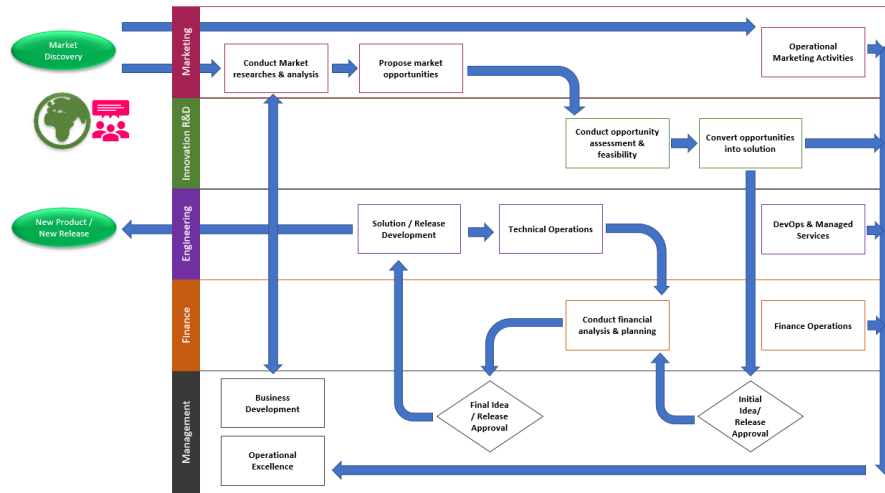 Market
Discovery
Marketing
Conduct Market
researches & analysis
Propose market
opportunities
Operational
Marketing Activities
Innovation R&D
Conduct opportunity
assessment &
feasibility
Convert opportunities
into solution
New Product /
New Release
Engineering
Solution / Release
Development
Technical Operations
DevOps & Managed
Services
Finance
Conduct financial
analysis & planning
Finance Operations
Management
Business
Development
Final Idea
/ Release
Approval
Initial
Idea/
Release
Approval
Operational
Excellence